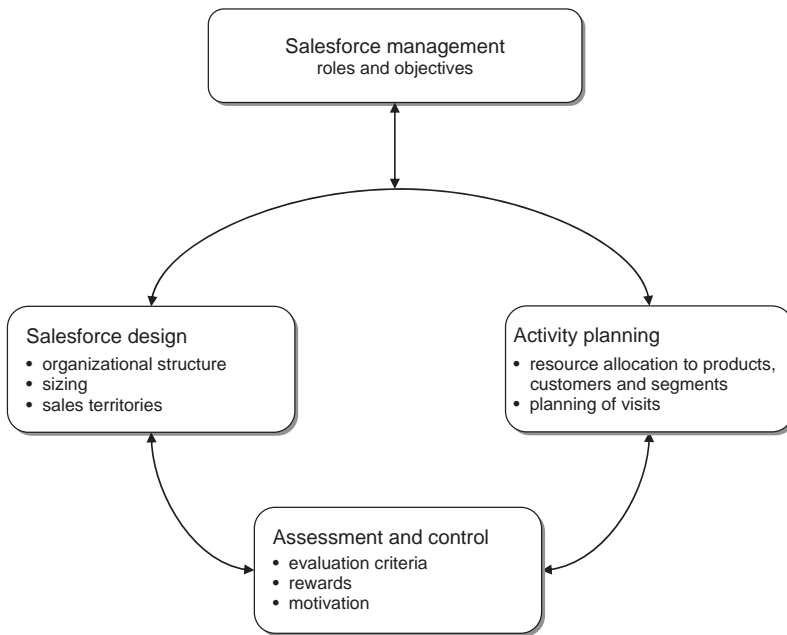 Salesforce management
roles and objectives
Salesforce design
• organizational structure
• sizing
• sales territories
Activity planning
• resource allocation to products,
customers and segments
• planning of visits
Assessment and control
• evaluation criteria
• rewards
• motivation